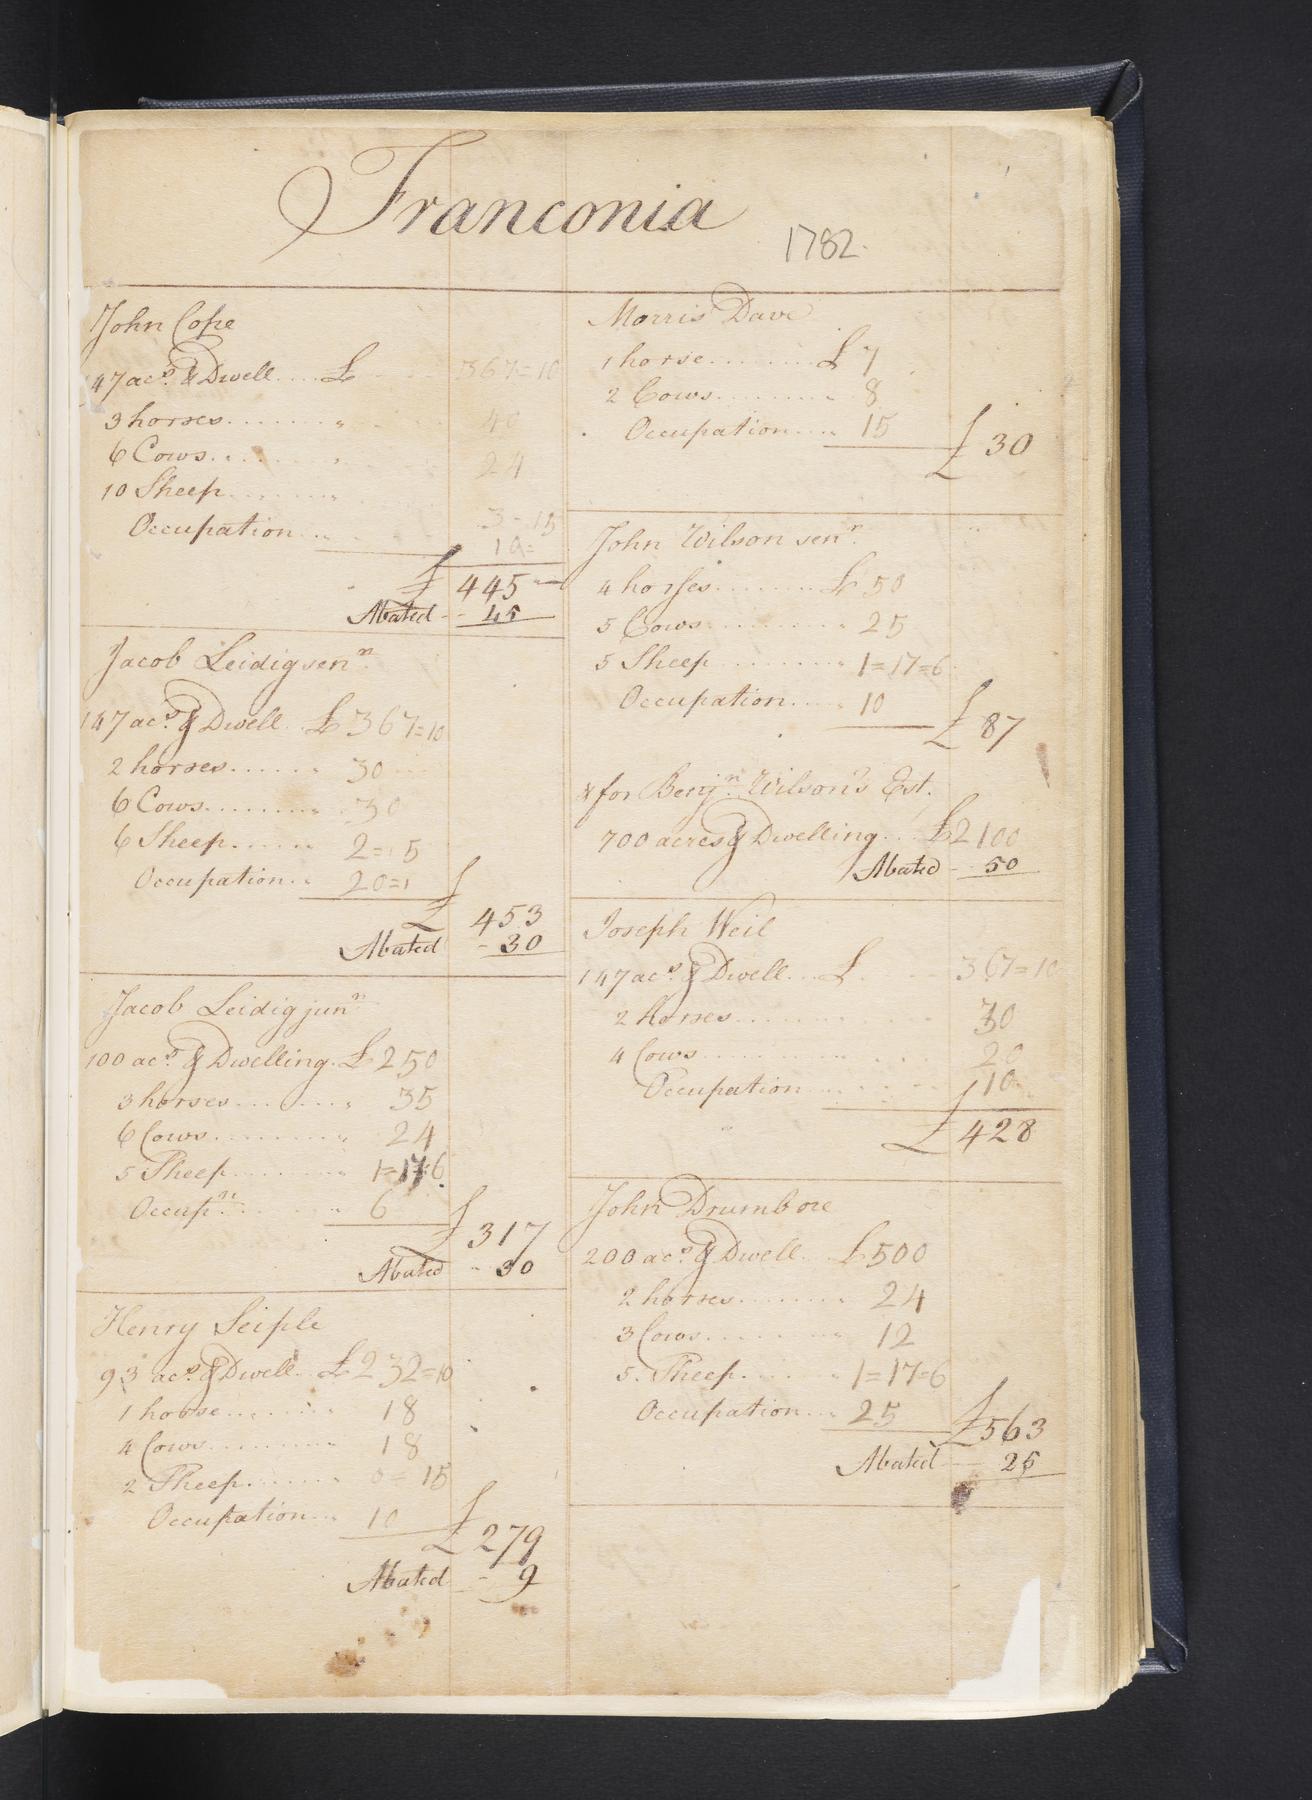 Franconia
1782.
John Cope
147 acs. & Dwell .... £ 367=10
3 horses ........ " 40
6 Cows ..... " 24
10 Sheep ........ " 3-15
Occupation .. 10=
£ 445
Abated - 45
Jacob Leidig senr.
147 acs. & Dwell .. £ 367=10
2 horses ...... " 30
6 Cows ........ " 30
6 Sheep ...... " 2=5
Occupation .. " 20=1
£ 453
Abated - 30
Jacob Leidig junr
100 acs. & Dwelling . £ 250
3 horses ........ " 35
6 Cows ......... " 24
5 Sheep ........ " 1=17=6
Occupn. ..... " 6
£ 317
Abated - 30
Henry Seiple
93 acs. & Dwell .. £ 232=10
1 horse ....... " 18
4 Cows ........ " 18
2 Sheep ........ " 0=15
Occupation ... 10
£ 279
Abated - 9
Morris Dave
1 horse ......... £ 7
2 Cows ......... " 8
Occupation .... " 15
£ 30
John Wilson senr.
4 horses ......... £ 50
5 Cows ........... " 25
5 Sheep ......... " 1=17=6
Occupation .... " 10
£ 87
& for Benjn. Wilson's Est.
700 acres & Dwelling ... £2100
Abated - 50
Joseph Weil
147 acs. & Dwell ... £ 367=10
2 horses ........ 30
4 Cows ........... 20
Occupation ..... 10
£ 428
John Drumbore
200 acs. & Dwell ... £500
2 horses ......... " 24
3 Cows ......... " 12
5 Sheep ........ " 1=17=6
Occupation ... 25
£563
Abated - 25